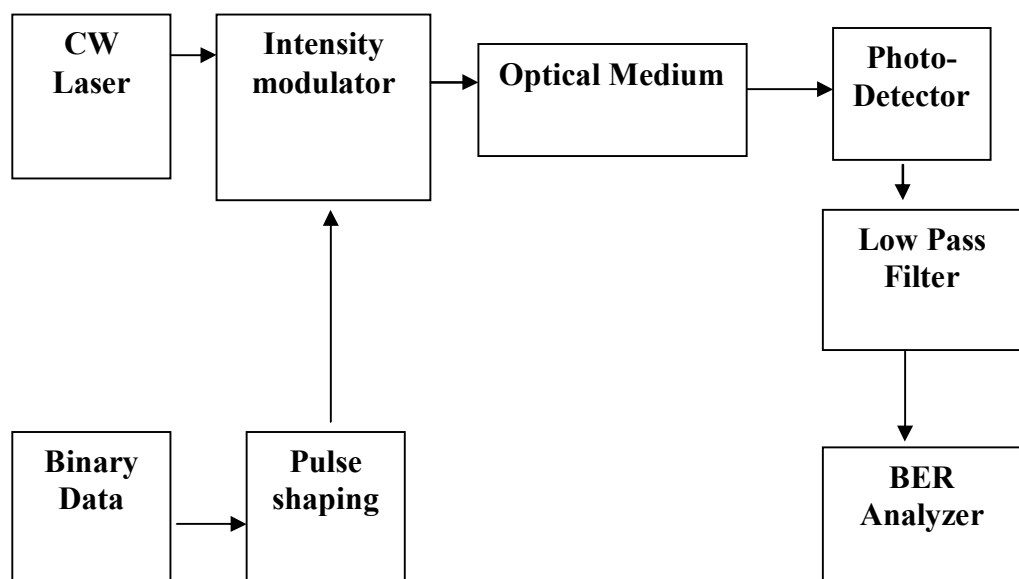 CW
Laser
Intensity
modulator
Optical Medium
Photo-
Detector
Low Pass
Filter
Binary
Data
Pulse
shaping
BER
Analyzer